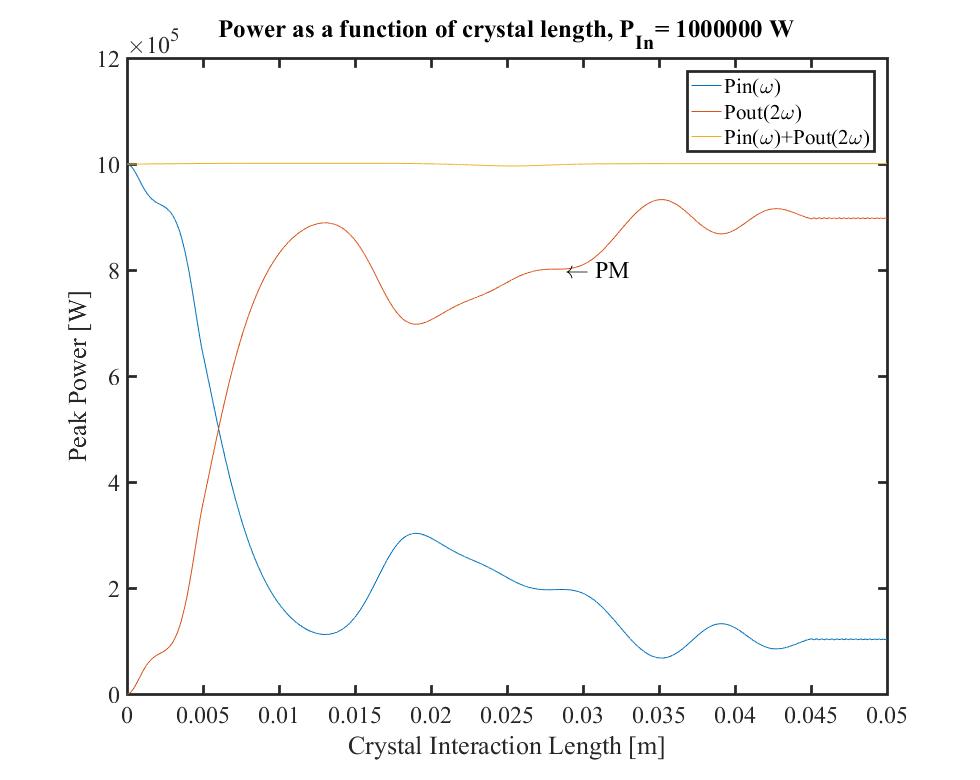 Power as a function of crystal length, P_In= 1000000 W
×10^5
12
10
8
6
4
2
0
Peak Power [W]
Pin(ω)
Pout(2ω)
Pin(ω)+Pout(2ω)
← PM
0 0.005 0.01 0.015 0.02 0.025 0.03 0.035 0.04 0.045 0.05
Crystal Interaction Length [m]